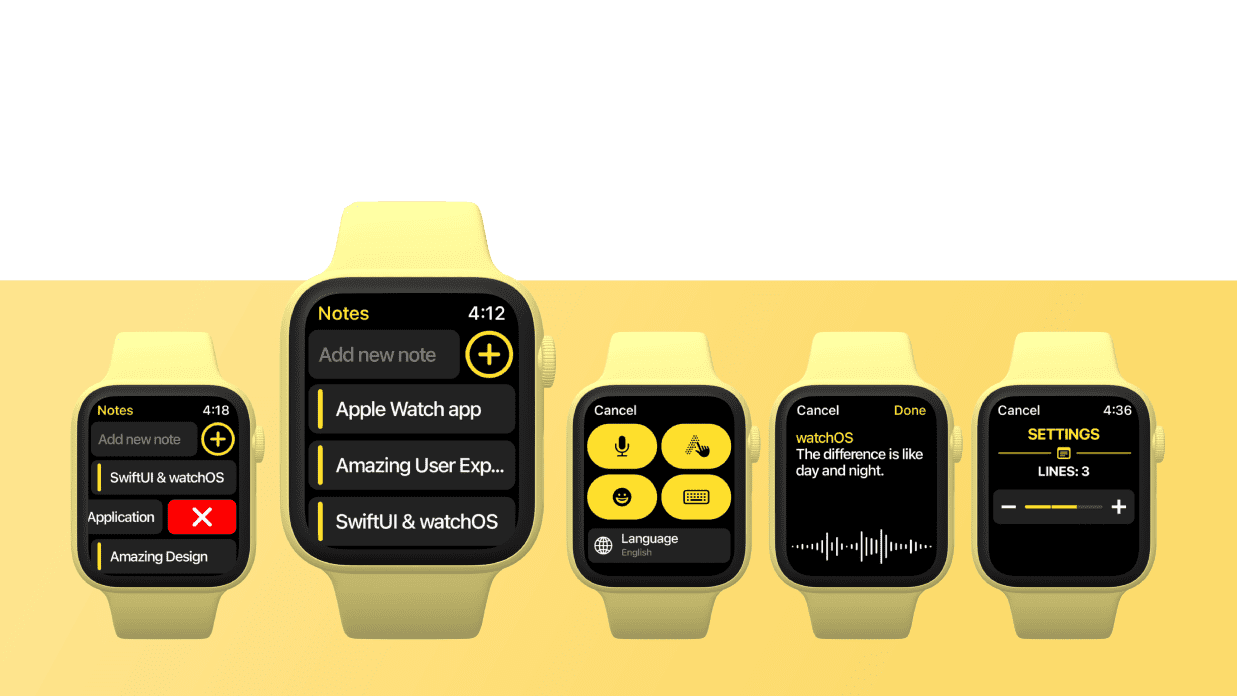 Notes 4:18
Add new note
SwiftUI & watchOS
Application
Amazing Design
Notes 4:12
Add new note
Apple Watch app
Amazing User Exp...
SwiftUI & watchOS
Cancel
Language
English
Cancel Done
watchOS
The difference is like
day and night.
Cancel 4:36
SETTINGS
LINES: 3